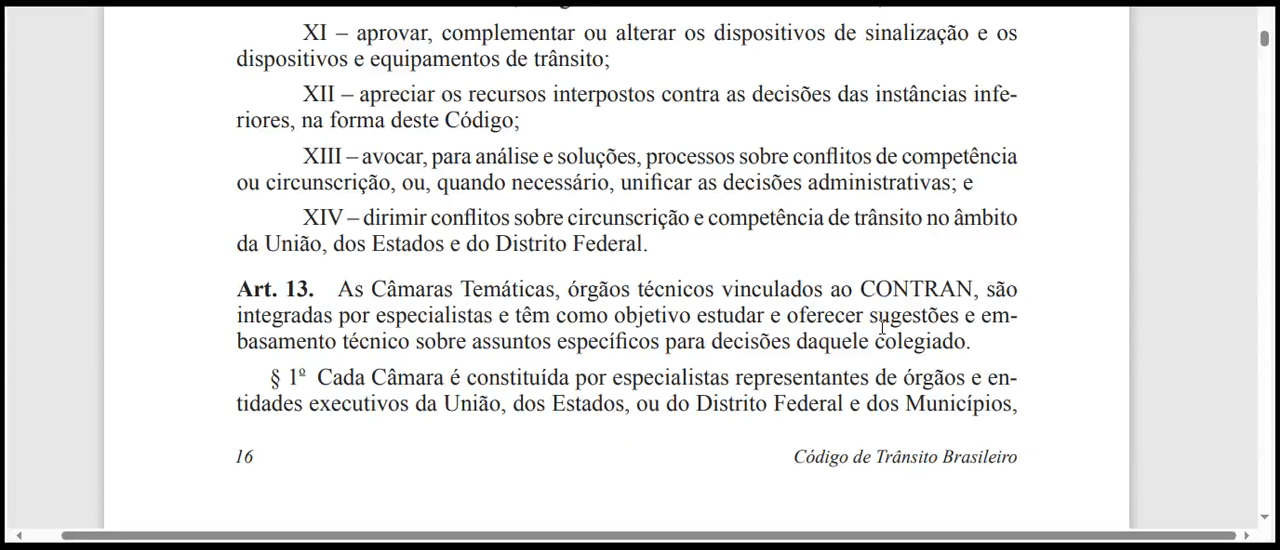 XI – aprovar, complementar ou alterar os dispositivos de sinalização e os
dispositivos e equipamentos de trânsito;
XII – apreciar os recursos interpostos contra as decisões das instâncias infe-
riores, na forma deste Código;
XIII – avocar, para análise e soluções, processos sobre conflitos de competência
ou circunscrição, ou, quando necessário, unificar as decisões administrativas; e
XIV – dirimir conflitos sobre circunscrição e competência de trânsito no âmbito
da União, dos Estados e do Distrito Federal.
Art. 13. As Câmaras Temáticas, órgãos técnicos vinculados ao CONTRAN, são
integradas por especialistas e têm como objetivo estudar e oferecer sugestões e em-
basamento técnico sobre assuntos específicos para decisões daquele colegiado.
§ 1º Cada Câmara é constituída por especialistas representantes de órgãos e en-
tidades executivos da União, dos Estados, ou do Distrito Federal e dos Municípios,
16 Código de Trânsito Brasileiro